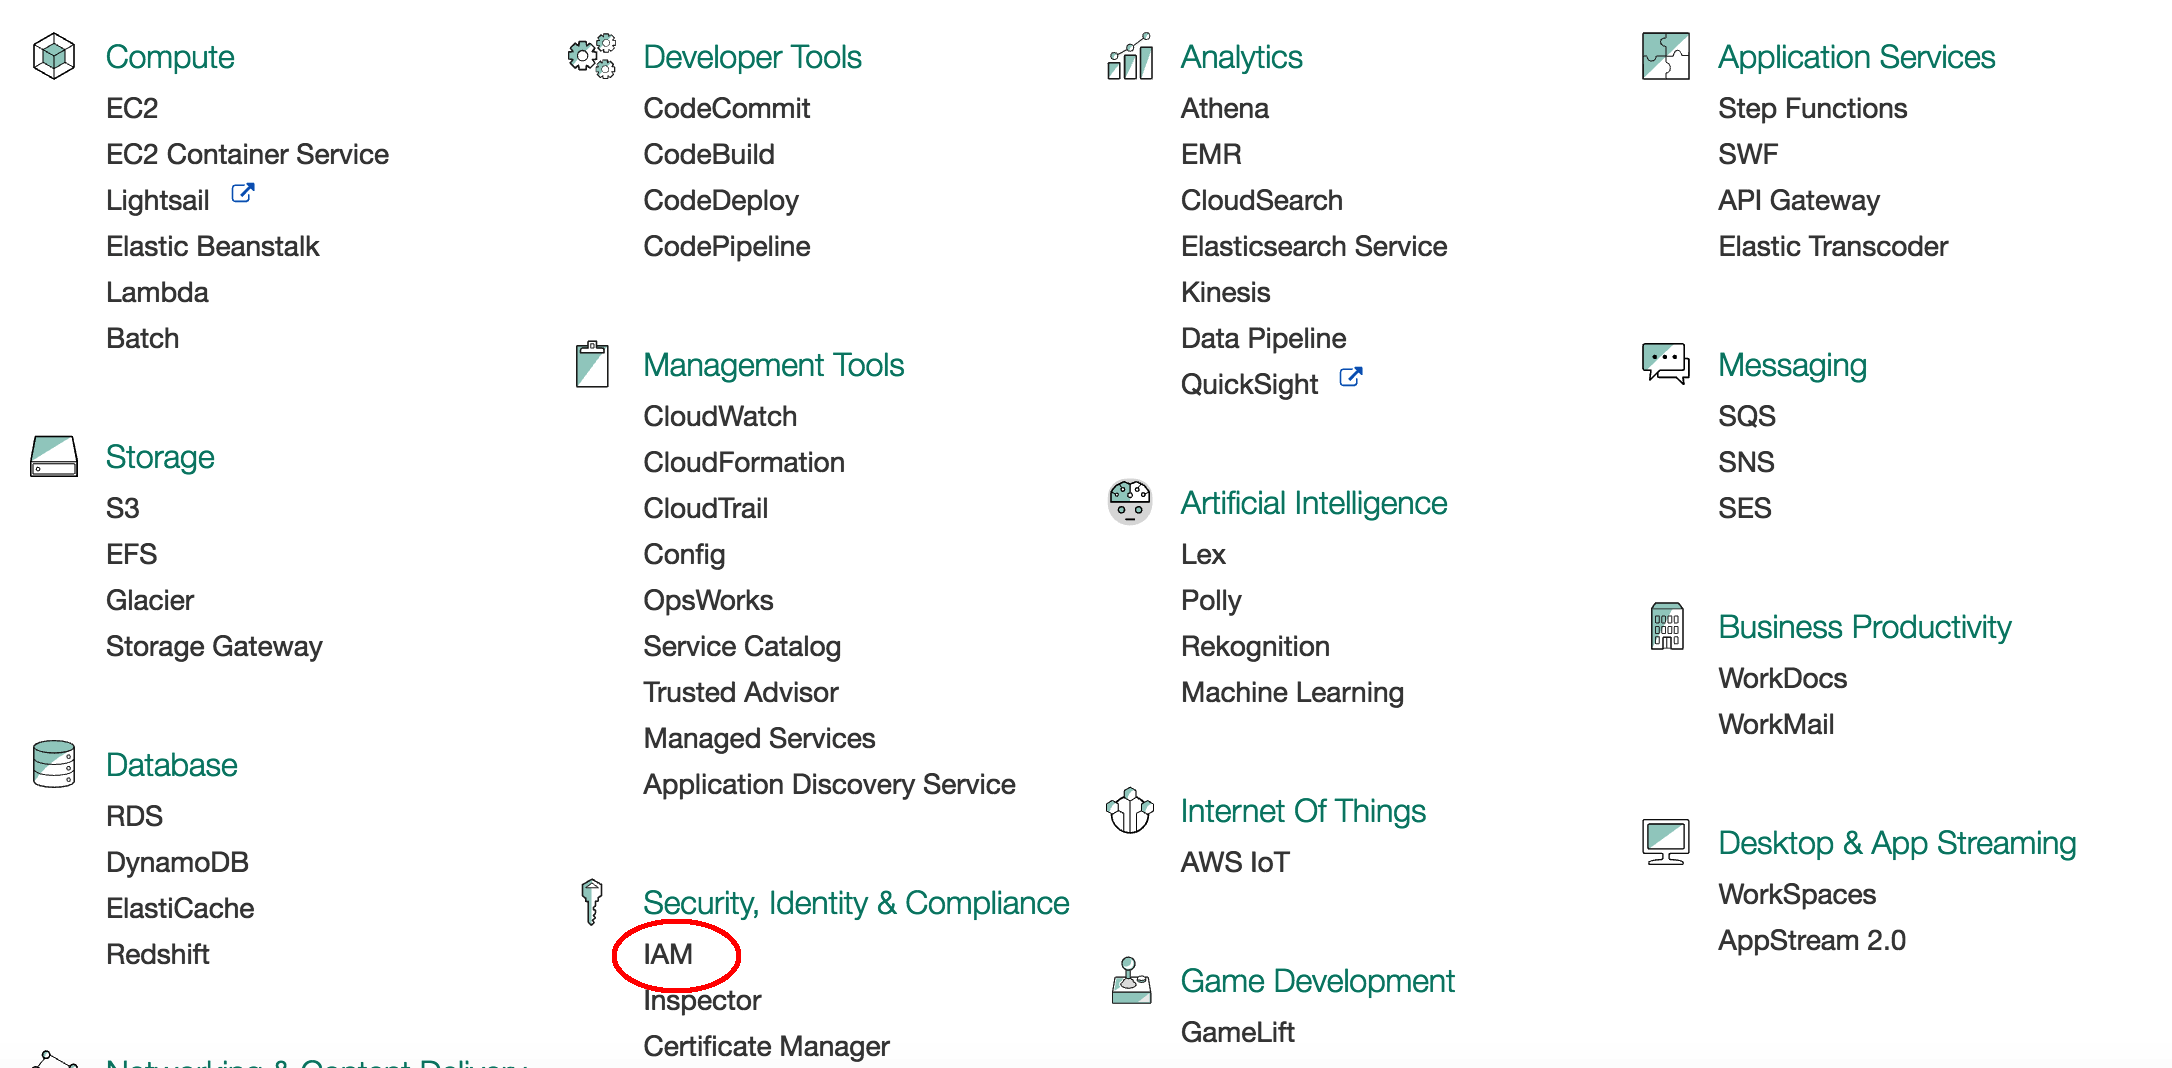 Compute
EC2
EC2 Container Service
Lightsail
Elastic Beanstalk
Lambda
Batch
Storage
S3
EFS
Glacier
Storage Gateway
Database
RDS
DynamoDB
ElastiCache
Redshift
Networking & Content Delivery
Developer Tools
CodeCommit
CodeBuild
CodeDeploy
CodePipeline
Management Tools
CloudWatch
CloudFormation
CloudTrail
Config
OpsWorks
Service Catalog
Trusted Advisor
Managed Services
Application Discovery Service
Security, Identity & Compliance
IAM
Inspector
Certificate Manager
Analytics
Athena
EMR
CloudSearch
Elasticsearch Service
Kinesis
Data Pipeline
QuickSight
Artificial Intelligence
Lex
Polly
Rekognition
Machine Learning
Internet Of Things
AWS IoT
Game Development
GameLift
Application Services
Step Functions
SWF
API Gateway
Elastic Transcoder
Messaging
SQS
SNS
SES
Business Productivity
WorkDocs
WorkMail
Desktop & App Streaming
WorkSpaces
AppStream 2.0